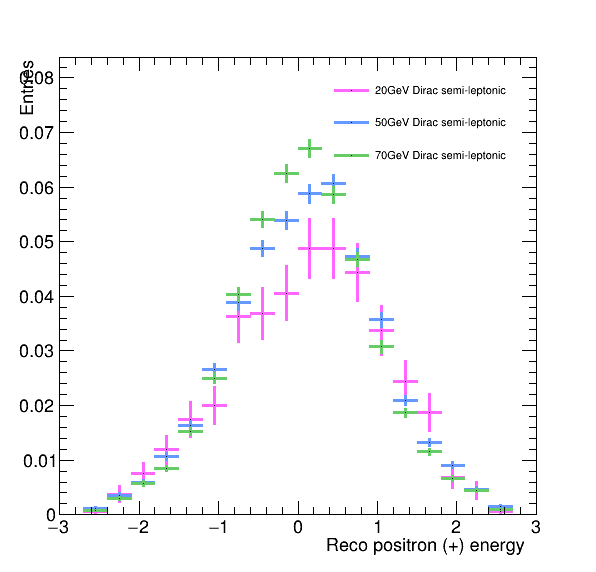 Entries
0.08
0.07
0.06
0.05
0.04
0.03
0.02
0.01
0
20GeV Dirac semi-leptonic
50GeV Dirac semi-leptonic
70GeV Dirac semi-leptonic
−3 −2 −1 0 1 2 3
Reco positron (+) energy